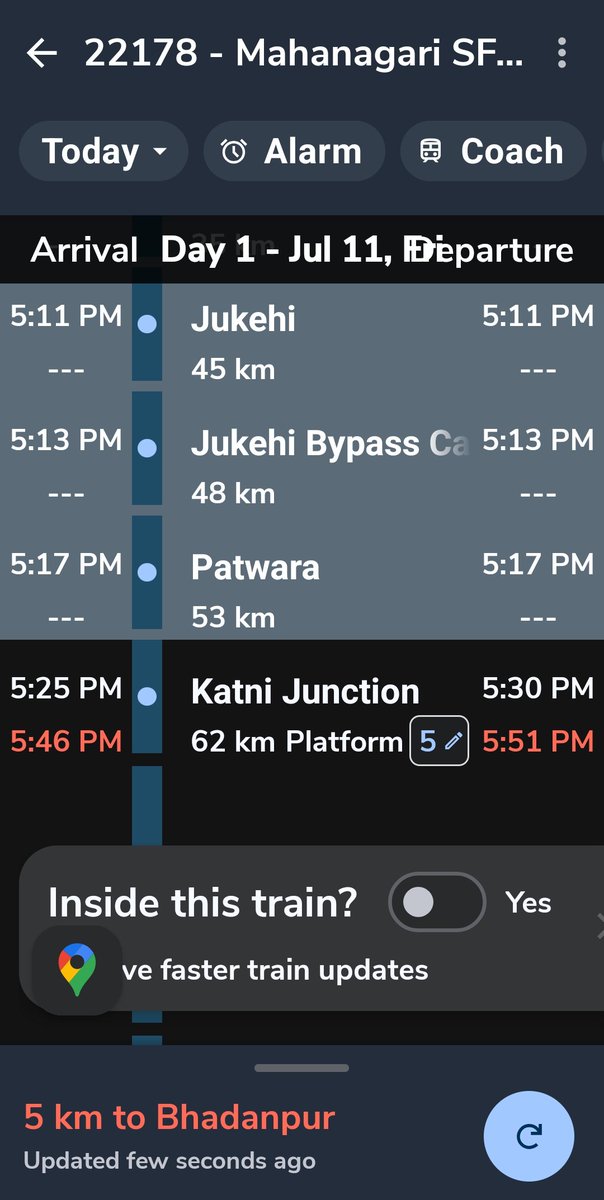 22178 - Mahanagari SF...
Today Alarm Coach
Arrival Day 1 - Jul 11, Fri Departure
5:11 PM Jukehi 5:11 PM
--- 45 km ---
5:13 PM Jukehi Bypass Ca 5:13 PM
--- 48 km ---
5:17 PM Patwara 5:17 PM
--- 53 km ---
5:25 PM Katni Junction 5:30 PM
5:46 PM 62 km Platform 5 5:51 PM
Inside this train? Yes
ve faster train updates
5 km to Bhadanpur
Updated few seconds ago